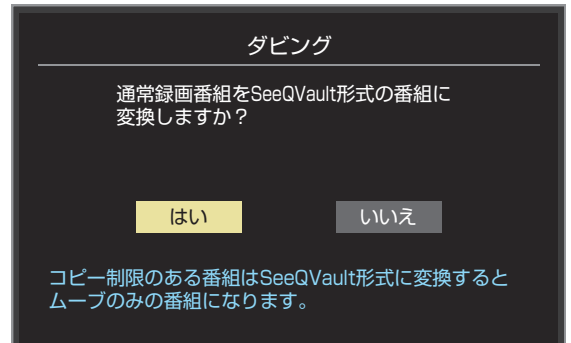 ダビング
通常録画番組をSeeQVault形式の番組に
変換しますか？
はい
いいえ
コピー制限のある番組はSeeQVault形式に変換すると
ムーブのみの番組になります。